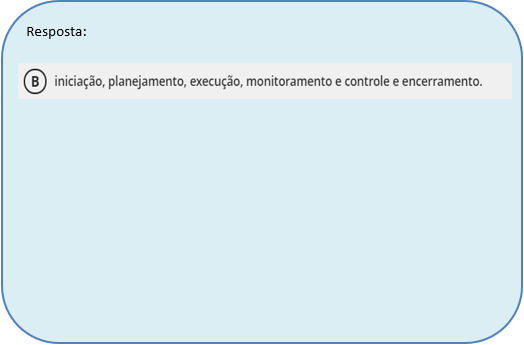 Resposta:
B iniciação, planejamento, execução, monitoramento e controle e encerramento.